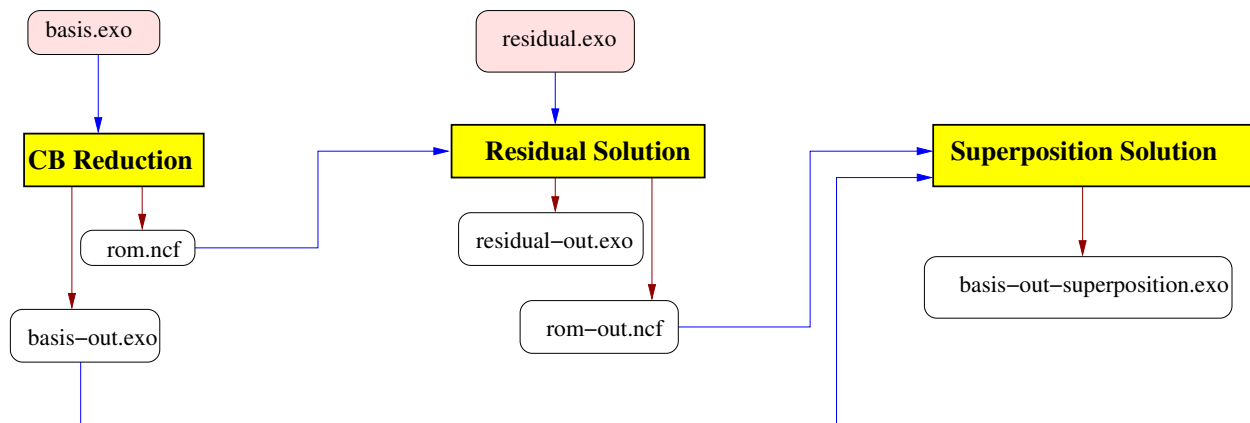 basis.exo
residual.exo
CB Reduction
Residual Solution
Superposition Solution
rom.ncf
residual−out.exo
basis−out−superposition.exo
basis−out.exo
rom−out.ncf